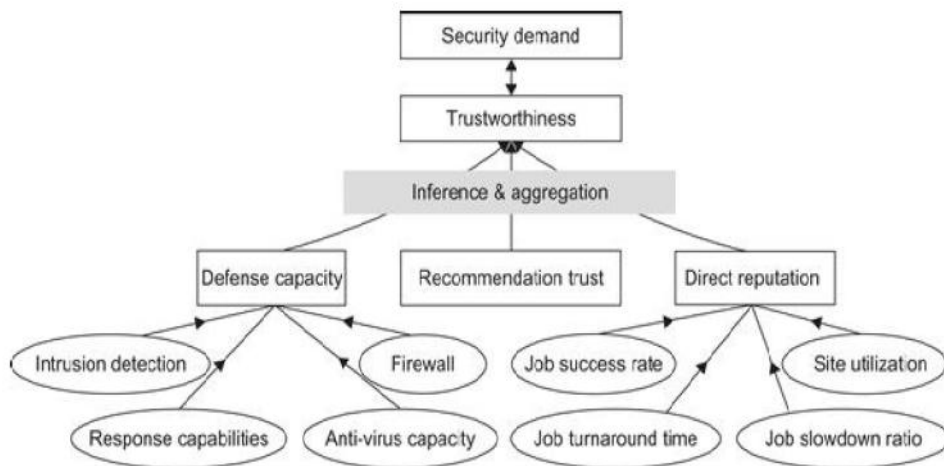 Security demand
Trustworthiness
Inference & aggregation
Defense capacity
Recommendation trust
Direct reputation
Intrusion detection
Firewall
Job success rate
Site utilization
Response capabilities
Anti-virus capacity
Job turnaround time
Job slowdown ratio